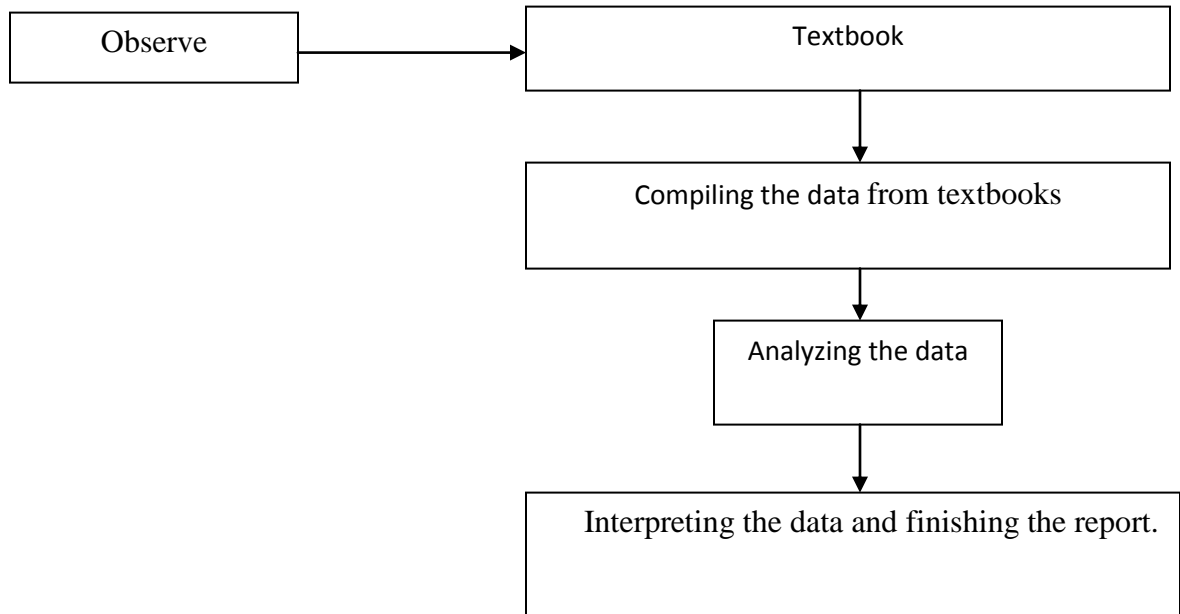 Observe
Textbook
Compiling the data from textbooks
Analyzing the data
Interpreting the data and finishing the report.